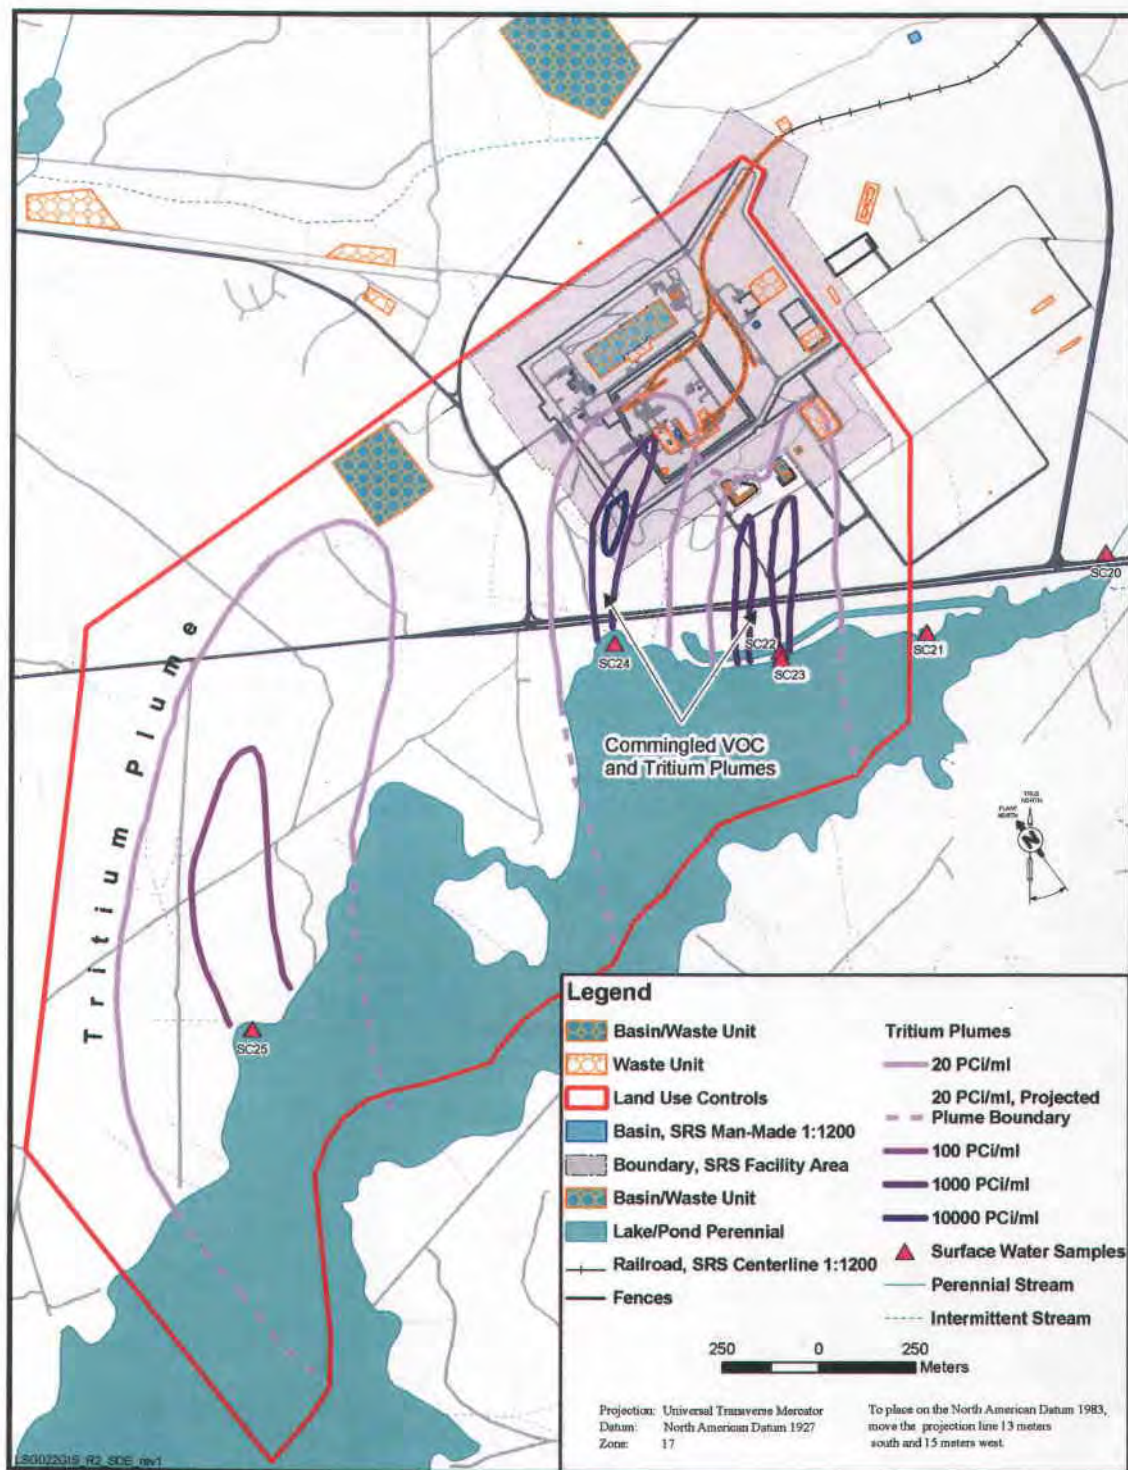 Tritium Plume
SC20
SC21
SC22
SC23
SC24
SC25
Commingled VOC
and Tritium Plumes
TRUE
NORTH
PLANT
NORTH
N
Legend
Basin/Waste Unit
Waste Unit
Land Use Controls
Basin, SRS Man-Made 1:1200
Boundary, SRS Facility Area
Basin/Waste Unit
Lake/Pond Perennial
Railroad, SRS Centerline 1:1200
Fences
Tritium Plumes
20 PCi/ml
20 PCi/ml, Projected
Plume Boundary
100 PCi/ml
1000 PCi/ml
10000 PCi/ml
Surface Water Samples
Perennial Stream
Intermittent Stream
250 0 250
Meters
Projection: Universal Transverse Mercator
Datum: North American Datum 1927
Zone: 17
To place on the North American Datum 1983,
move the projection line 13 meters
south and 15 meters west.